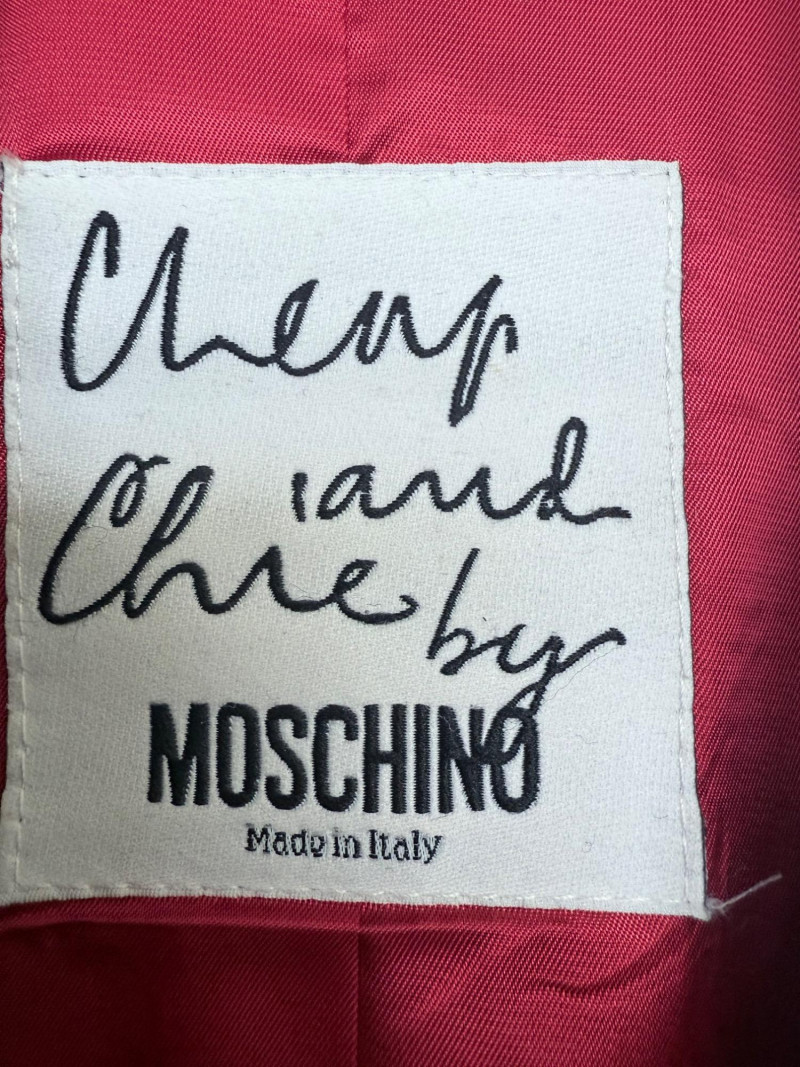 Cheap
and
Chic by
MOSCHINO
Made in Italy